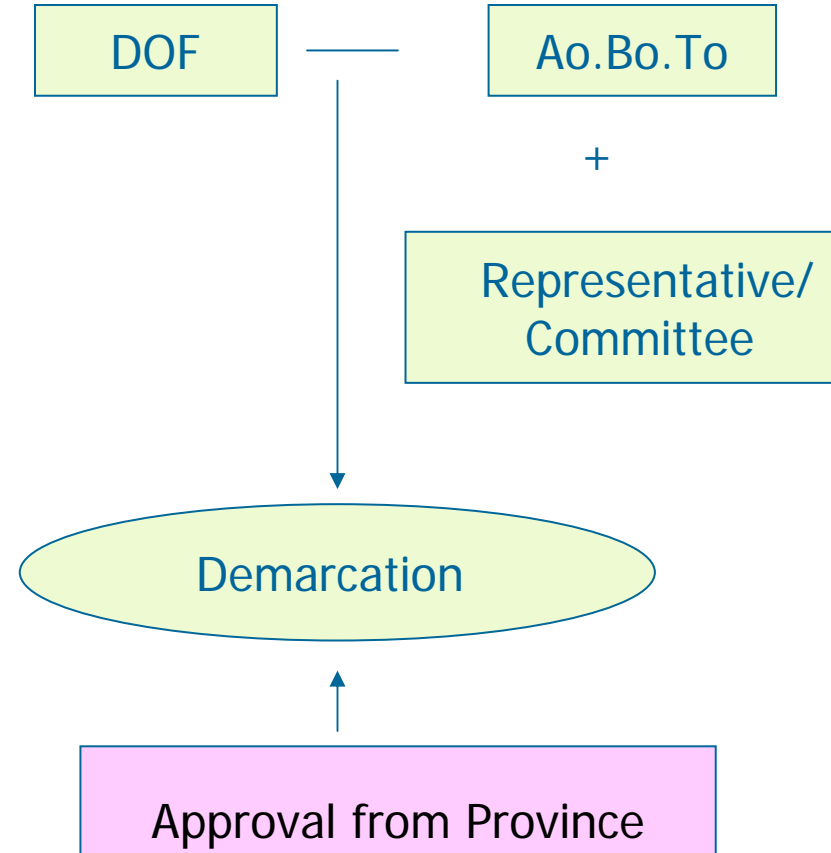 DOF
Ao.Bo.To
+
Representative/
Committee
Demarcation
Approval from Province